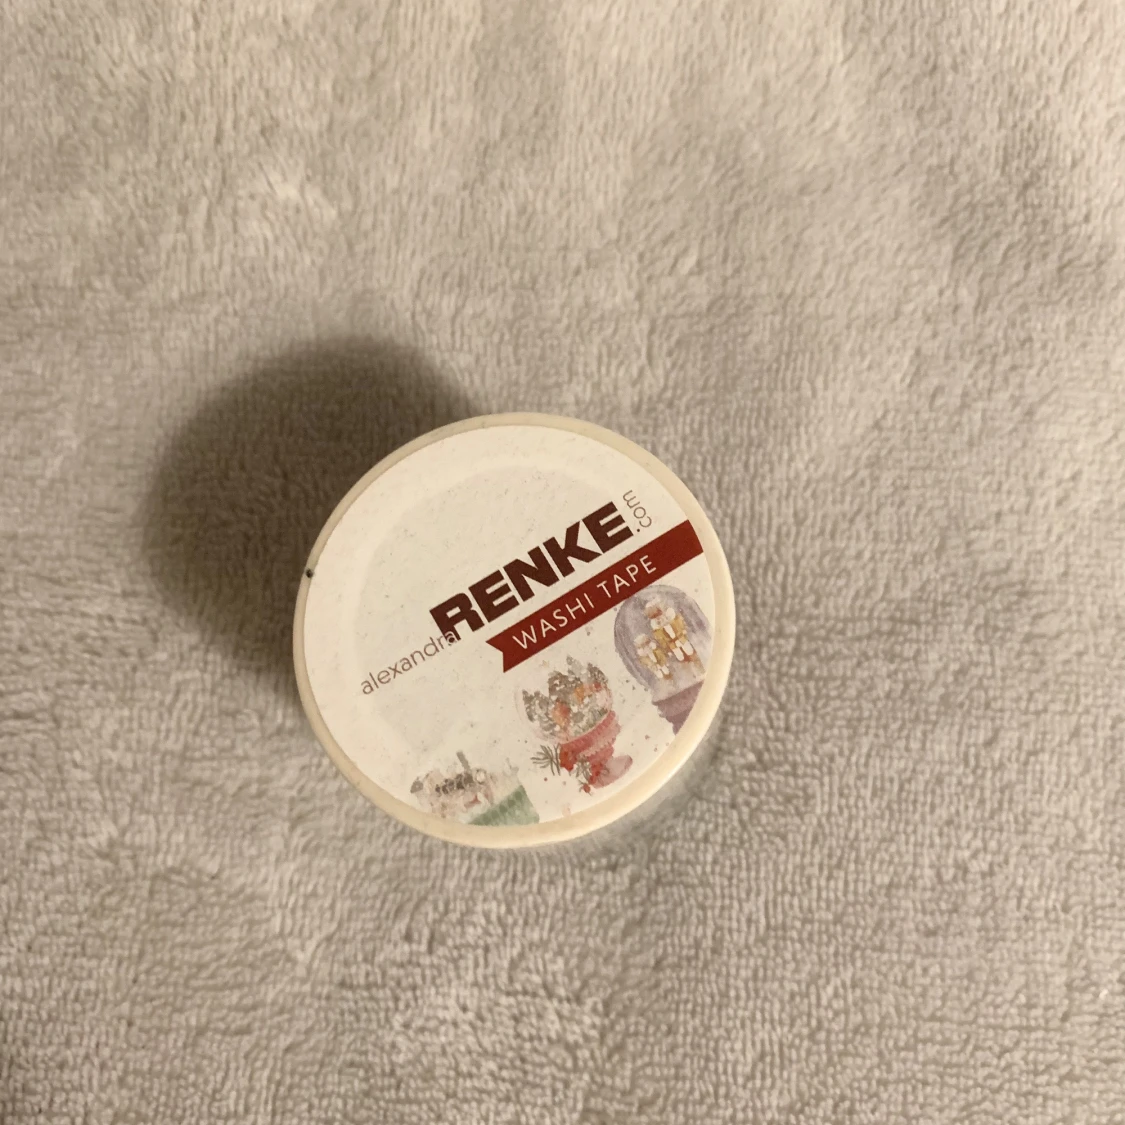 alexandra
RENKE
.com
WASHI TAPE